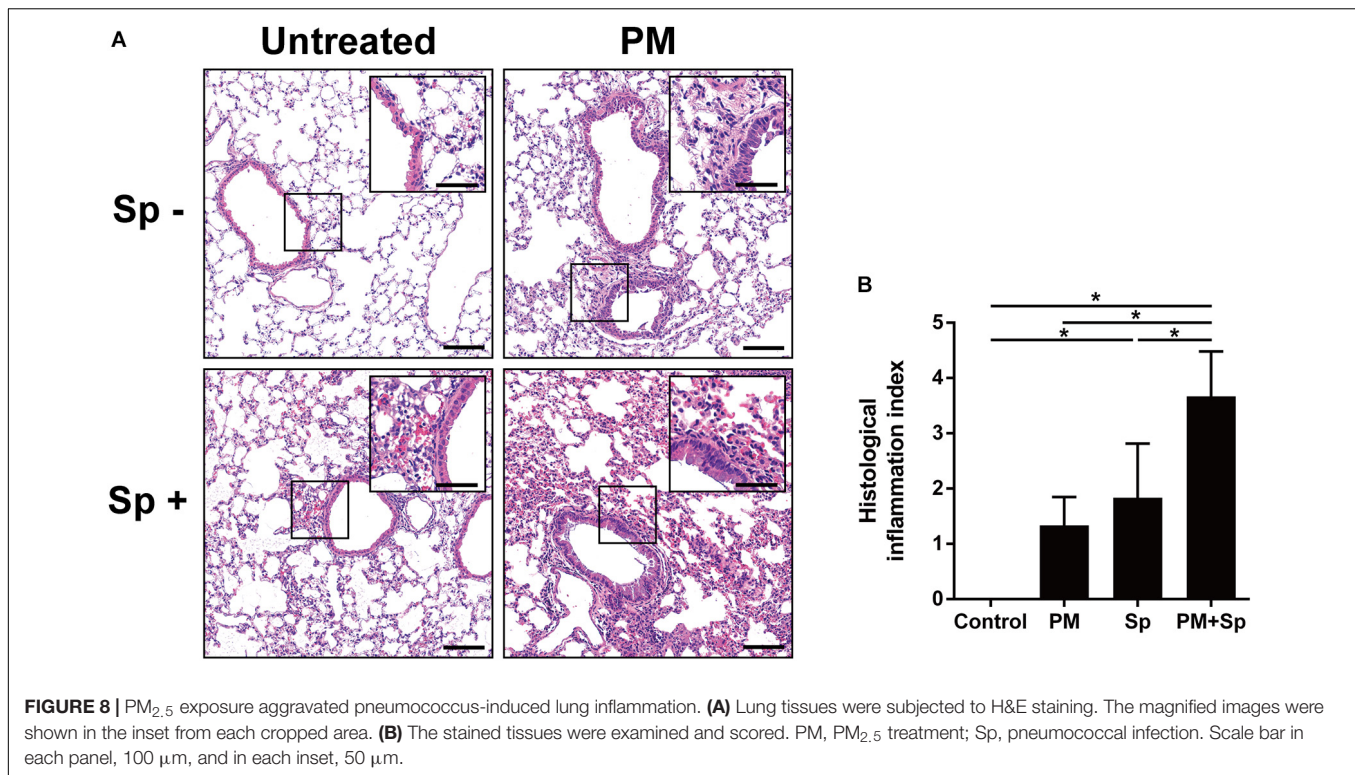 A
Untreated
PM
Sp -
Sp +
B
*
*
*
*
Histological
inflammation index
5
4
3
2
1
0
Control
PM
Sp
PM+Sp
FIGURE 8 | PM2.5 exposure aggravated pneumococcus-induced lung inflammation. (A) Lung tissues were subjected to H&E staining. The magnified images were
shown in the inset from each cropped area. (B) The stained tissues were examined and scored. PM, PM2.5 treatment; Sp, pneumococcal infection. Scale bar in
each panel, 100 μm, and in each inset, 50 μm.